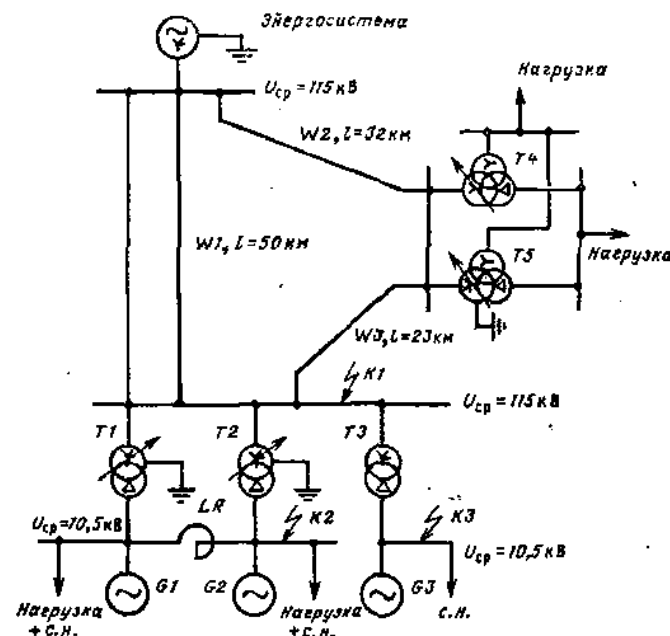 Энергосистема
Uср = 115 кВ
Нагрузка
W2, l=32 км
T4
W1, l=50 км
T5
Нагрузка
W3, l=23 км
K1
Uср = 115 кВ
T1
T2
T3
LR
Uср = 10,5 кВ
K2
K3
Uср = 10,5 кВ
G1
G2
G3
Нагрузка
+ с.н.
Нагрузка
+ с.н.
с.н.